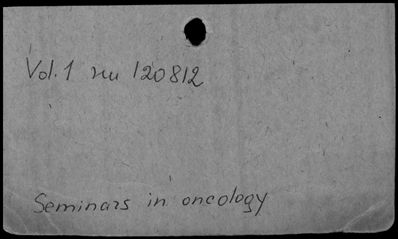 Vol. 1 nu 120812
Seminars in oncology